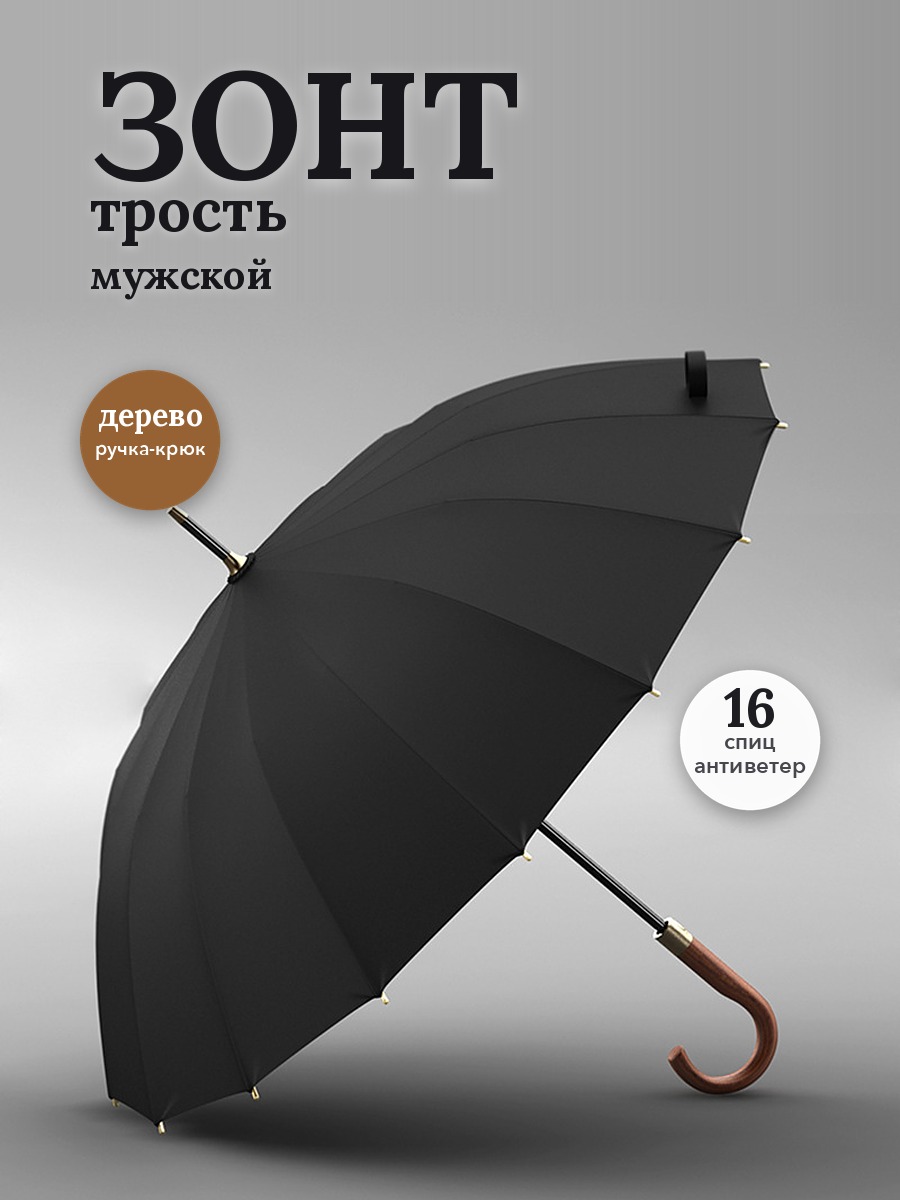 ЗОНТ
трость
мужской
дерево
ручка-крюк
16
спиц
антиветер